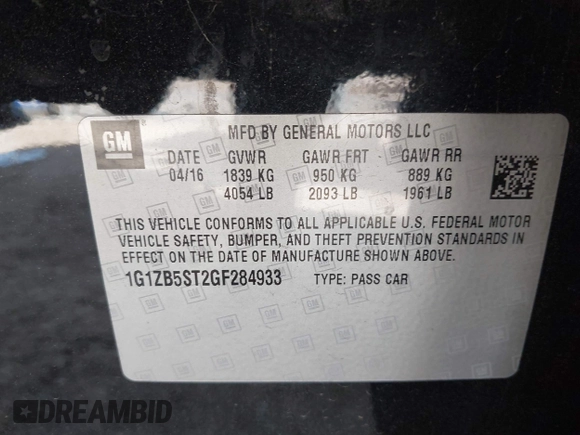 GM
MFD BY GENERAL MOTORS LLC
DATE GVWR GAWR FRT GAWR RR
04/16 1839 KG 950 KG 889 KG
4054 LB 2093 LB 1961 LB
THIS VEHICLE CONFORMS TO ALL APPLICABLE U.S. FEDERAL MOTOR
VEHICLE SAFETY, BUMPER, AND THEFT PREVENTION STANDARDS IN
EFFECT ON THE DATE OF MANUFACTURE SHOWN ABOVE.
1G1ZB5ST2GF284933 TYPE: PASS CAR
DREAMBID